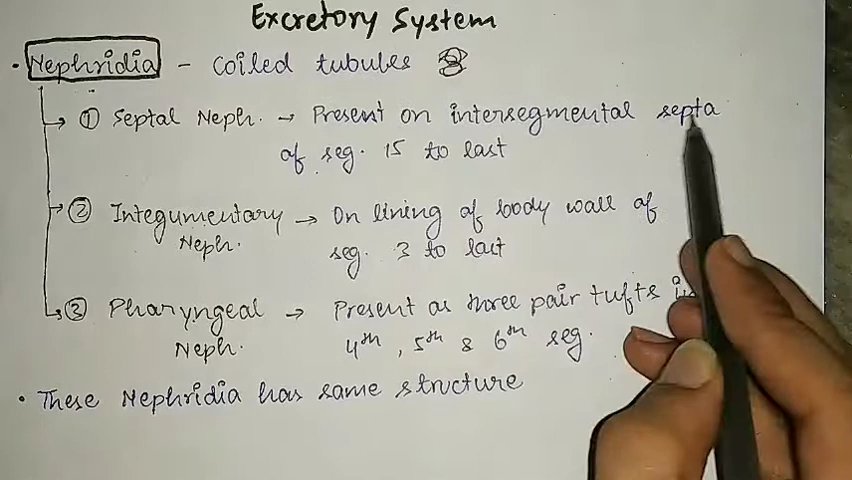 Excretory System
• Nephridia - coiled tubules
→ ① Septal Neph. → Present on intersegmental septa
of seg. 15 to last
→ ② Integumentary → On lining of body wall of
Neph. seg. 3 to last
→ ③ Pharyngeal → Present as three pair tufts in
Neph. 4th, 5th & 6th seg.
• These Nephridia has same structure